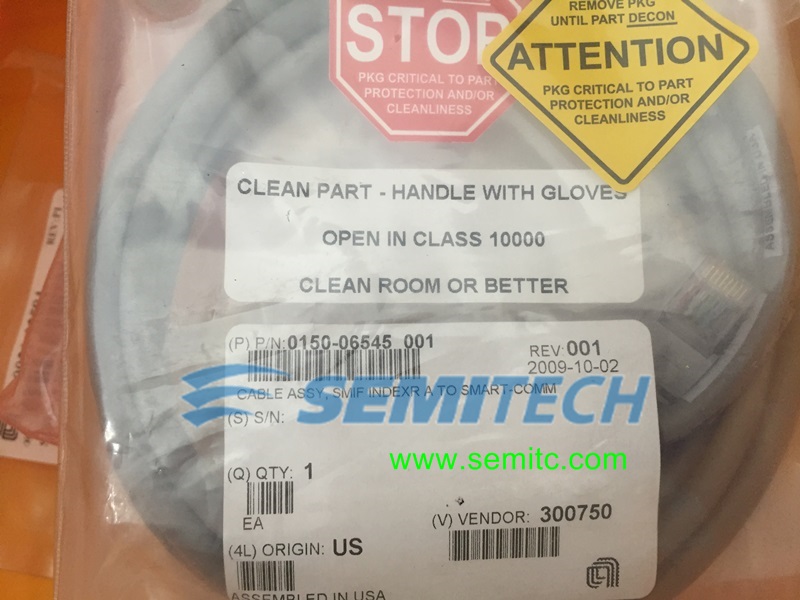 REMOVE PKG
UNTIL PART DECON
STOP
ATTENTION
PKG CRITICAL TO PART
PROTECTION AND/OR
CLEANLINESS
PKG CRITICAL TO PART
PROTECTION AND/OR
CLEANLINESS
CLEAN PART - HANDLE WITH GLOVES
OPEN IN CLASS 10000
CLEAN ROOM OR BETTER
(P) P/N:0150-06545 001
REV:001
2009-10-02
CABLE ASSY, SMIF INDEXR A TO SMART-COMM
SEMITECH
(S) S/N:
www.semitc.com
(Q) QTY: 1
EA
(V) VENDOR: 300750
(4L) ORIGIN: US
ASSEMBLED IN USA
REV: P1